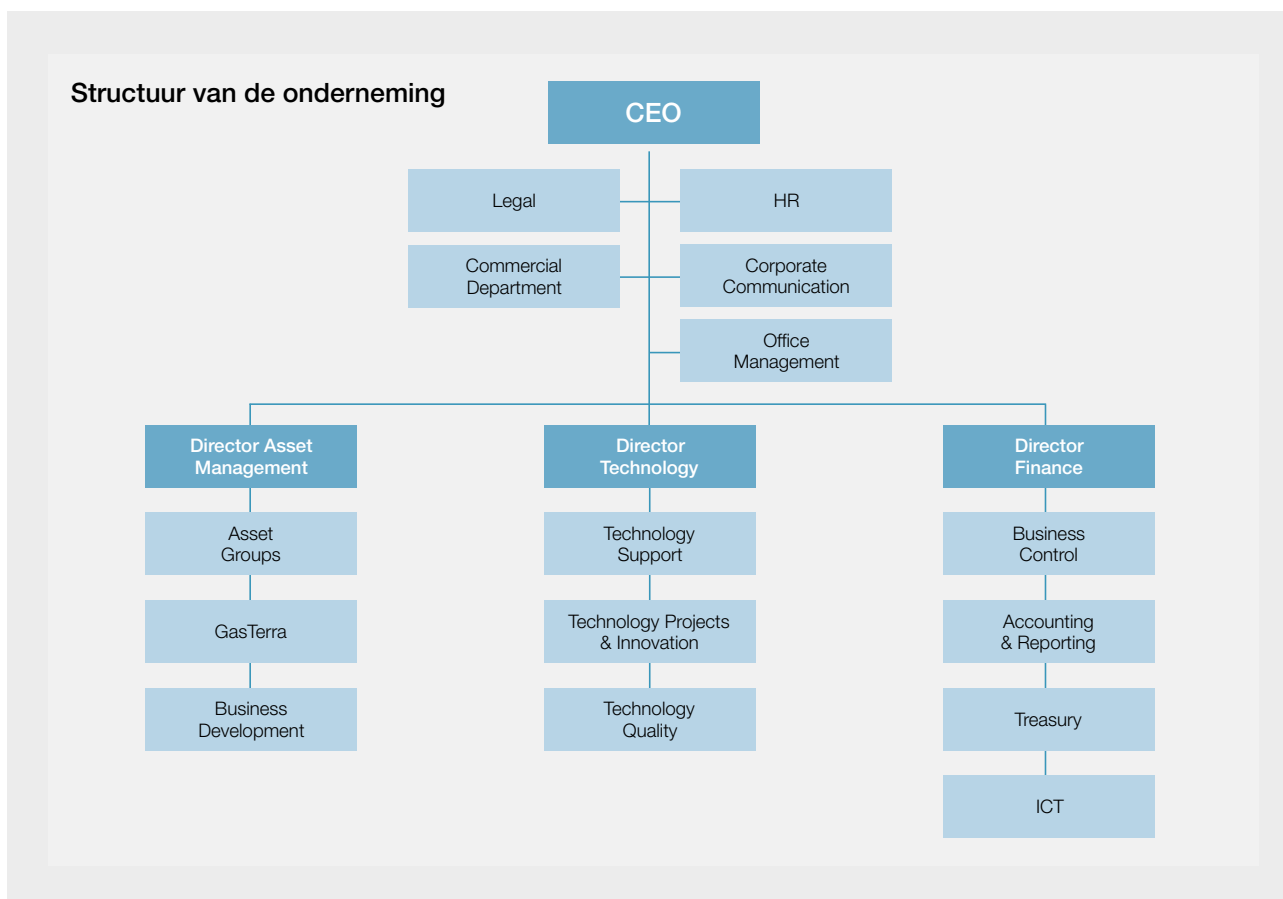 Structuur van de onderneming
CEO
Legal
HR
Commercial
Department
Corporate
Communication
Office
Management
Director Asset
Management
Asset
Groups
GasTerra
Business
Development
Director
Technology
Technology
Support
Technology Projects
& Innovation
Technology
Quality
Director
Finance
Business
Control
Accounting
& Reporting
Treasury
ICT